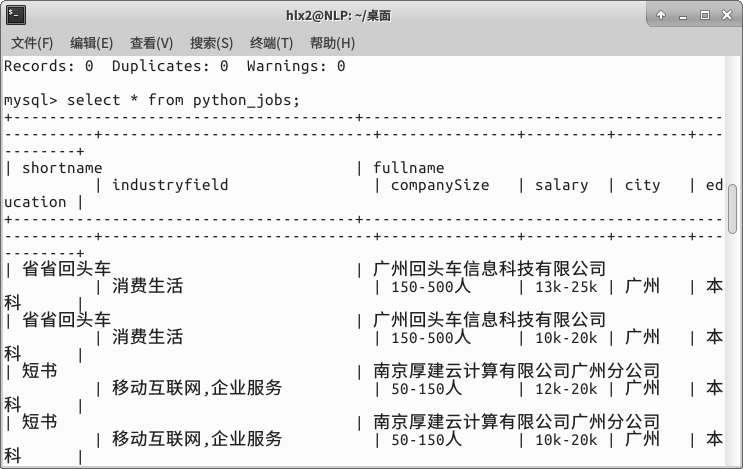 hlx2@NLP: ~/桌面
文件(F) 编辑(E) 查看(V) 搜索(S) 终端(T) 帮助(H)
Records: 0  Duplicates: 0  Warnings: 0
mysql> select * from python_jobs;
+--------------------------------------+----------------------------------------
----------+------------------------------+---------------+---------+--------+---
--------+
| shortname | fullname
| industryfield | companySize | salary | city | ed
ucation |
+--------------------------------------+----------------------------------------
----------+------------------------------+---------------+---------+--------+---
--------+
| 省省回头车 | 广州回头车信息科技有限公司
| 消费生活 | 150-500人 | 13k-25k | 广州 | 本
科 |
| 省省回头车 | 广州回头车信息科技有限公司
| 消费生活 | 150-500人 | 10k-20k | 广州 | 本
科 |
| 短书 | 南京厚建云计算有限公司广州分公司
| 移动互联网,企业服务 | 50-150人 | 12k-20k | 广州 | 本
科 |
| 短书 | 南京厚建云计算有限公司广州分公司
| 移动互联网,企业服务 | 50-150人 | 10k-20k | 广州 | 本
科 |